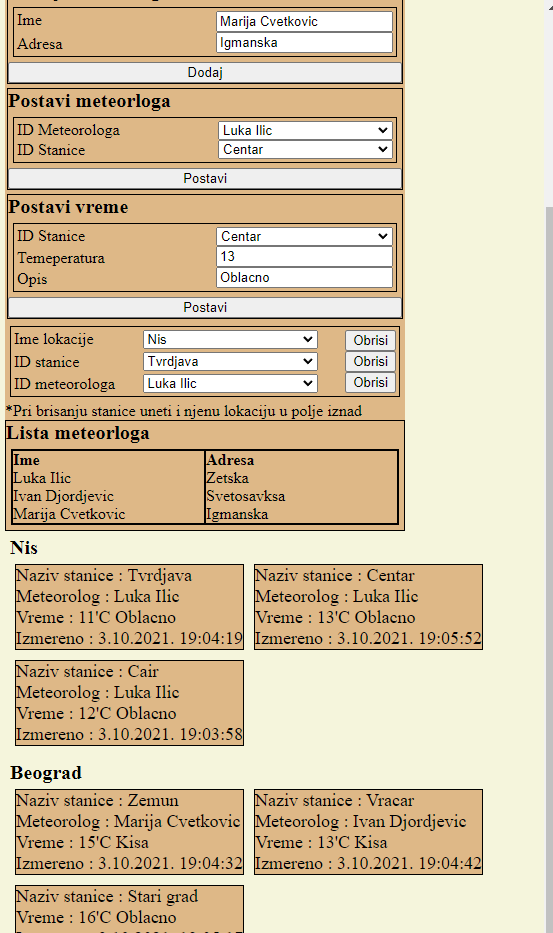 Ime Marija Cvetkovic
Adresa Igmanska
Dodaj
Postavi meteorloga
ID Meteorologa Luka Ilic
ID Stanice Centar
Postavi
Postavi vreme
ID Stanice Centar
Temeperatura 13
Opis Oblacno
Postavi
Ime lokacije Nis Obrisi
ID stanice Tvrdjava Obrisi
ID meteorologa Luka Ilic Obrisi
*Pri brisanju stanice uneti i njenu lokaciju u polje iznad
Lista meteorloga
Ime Adresa
Luka Ilic Zetska
Ivan Djordjevic Svetosavksa
Marija Cvetkovic Igmanska
Nis
Naziv stanice : Tvrdjava
Meteorolog : Luka Ilic
Vreme : 11'C Oblacno
Izmereno : 3.10.2021. 19:04:19
Naziv stanice : Centar
Meteorolog : Luka Ilic
Vreme : 13'C Oblacno
Izmereno : 3.10.2021. 19:05:52
Naziv stanice : Cair
Meteorolog : Luka Ilic
Vreme : 12'C Oblacno
Izmereno : 3.10.2021. 19:03:58
Beograd
Naziv stanice : Zemun
Meteorolog : Marija Cvetkovic
Vreme : 15'C Kisa
Izmereno : 3.10.2021. 19:04:32
Naziv stanice : Vracar
Meteorolog : Ivan Djordjevic
Vreme : 13'C Kisa
Izmereno : 3.10.2021. 19:04:42
Naziv stanice : Stari grad
Vreme : 16'C Oblacno